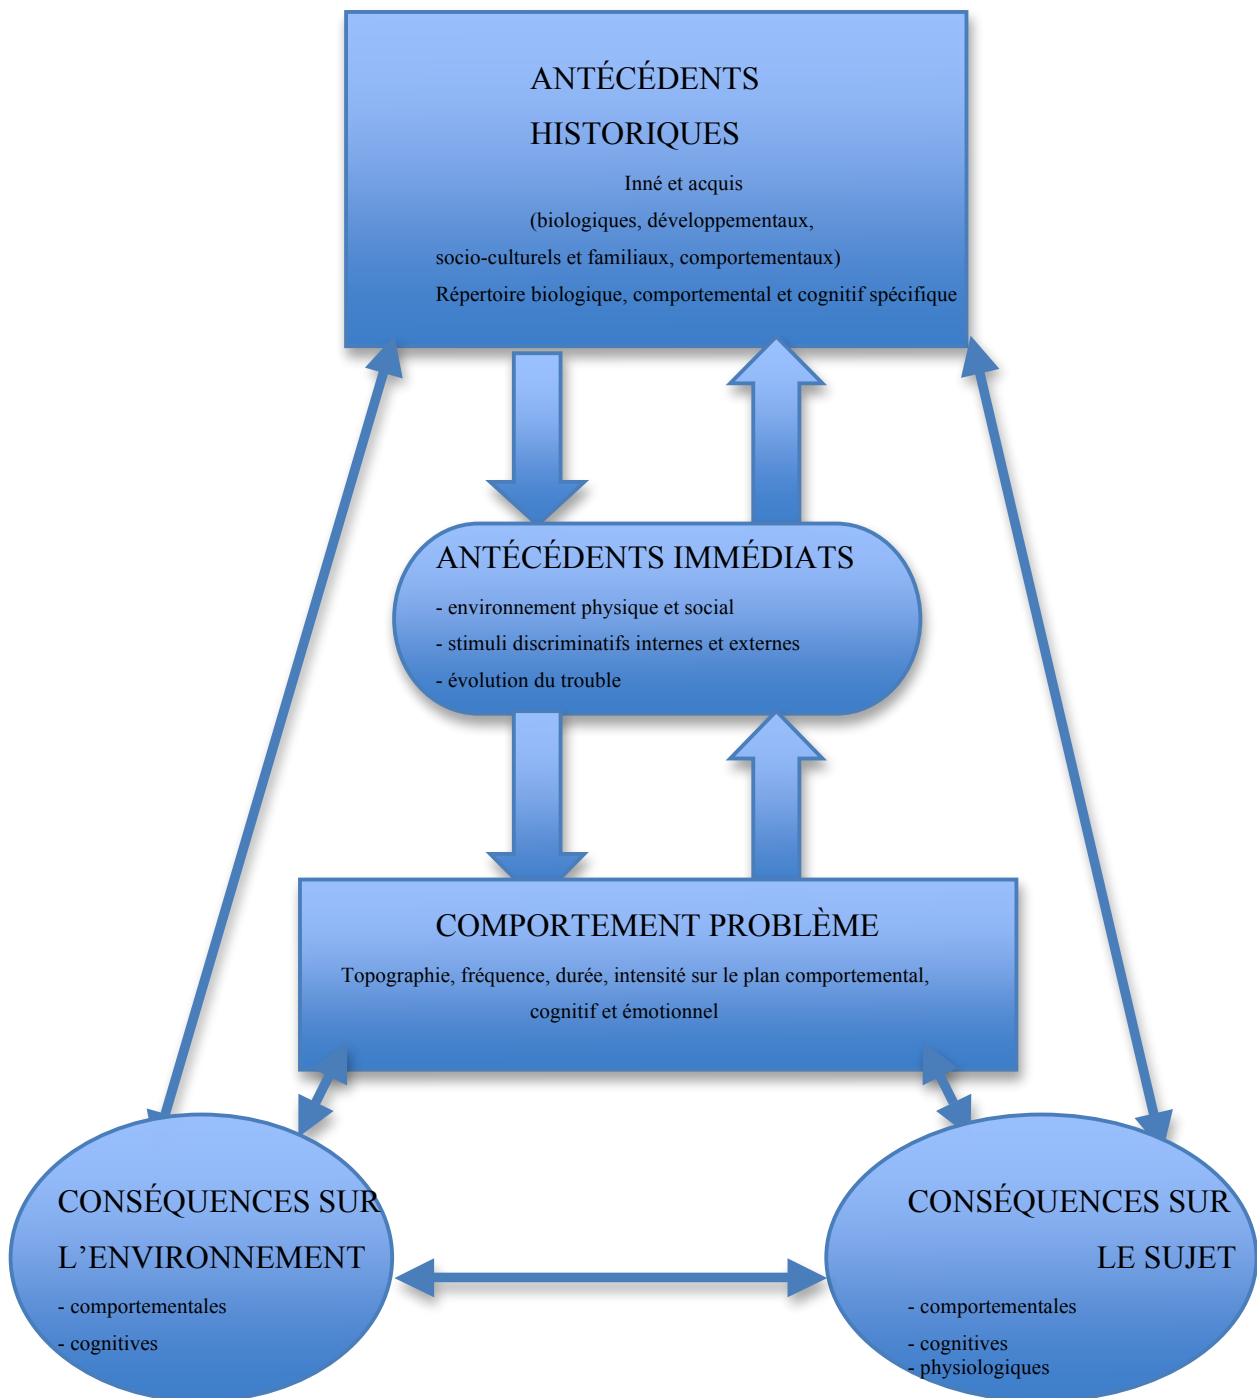 ANTÉCÉDENTS
HISTORIQUES
Inné et acquis
(biologiques, développementaux,
socio-culturels et familiaux, comportementaux)
Répertoire biologique, comportemental et cognitif spécifique
ANTÉCÉDENTS IMMÉDIATS
- environnement physique et social
- stimuli discriminatifs internes et externes
- évolution du trouble
COMPORTEMENT PROBLÈME
Topographie, fréquence, durée, intensité sur le plan comportemental,
cognitif et émotionnel
CONSÉQUENCES SUR
L’ENVIRONNEMENT
- comportementales
- cognitives
CONSÉQUENCES SUR
LE SUJET
- comportementales
- cognitives
- physiologiques